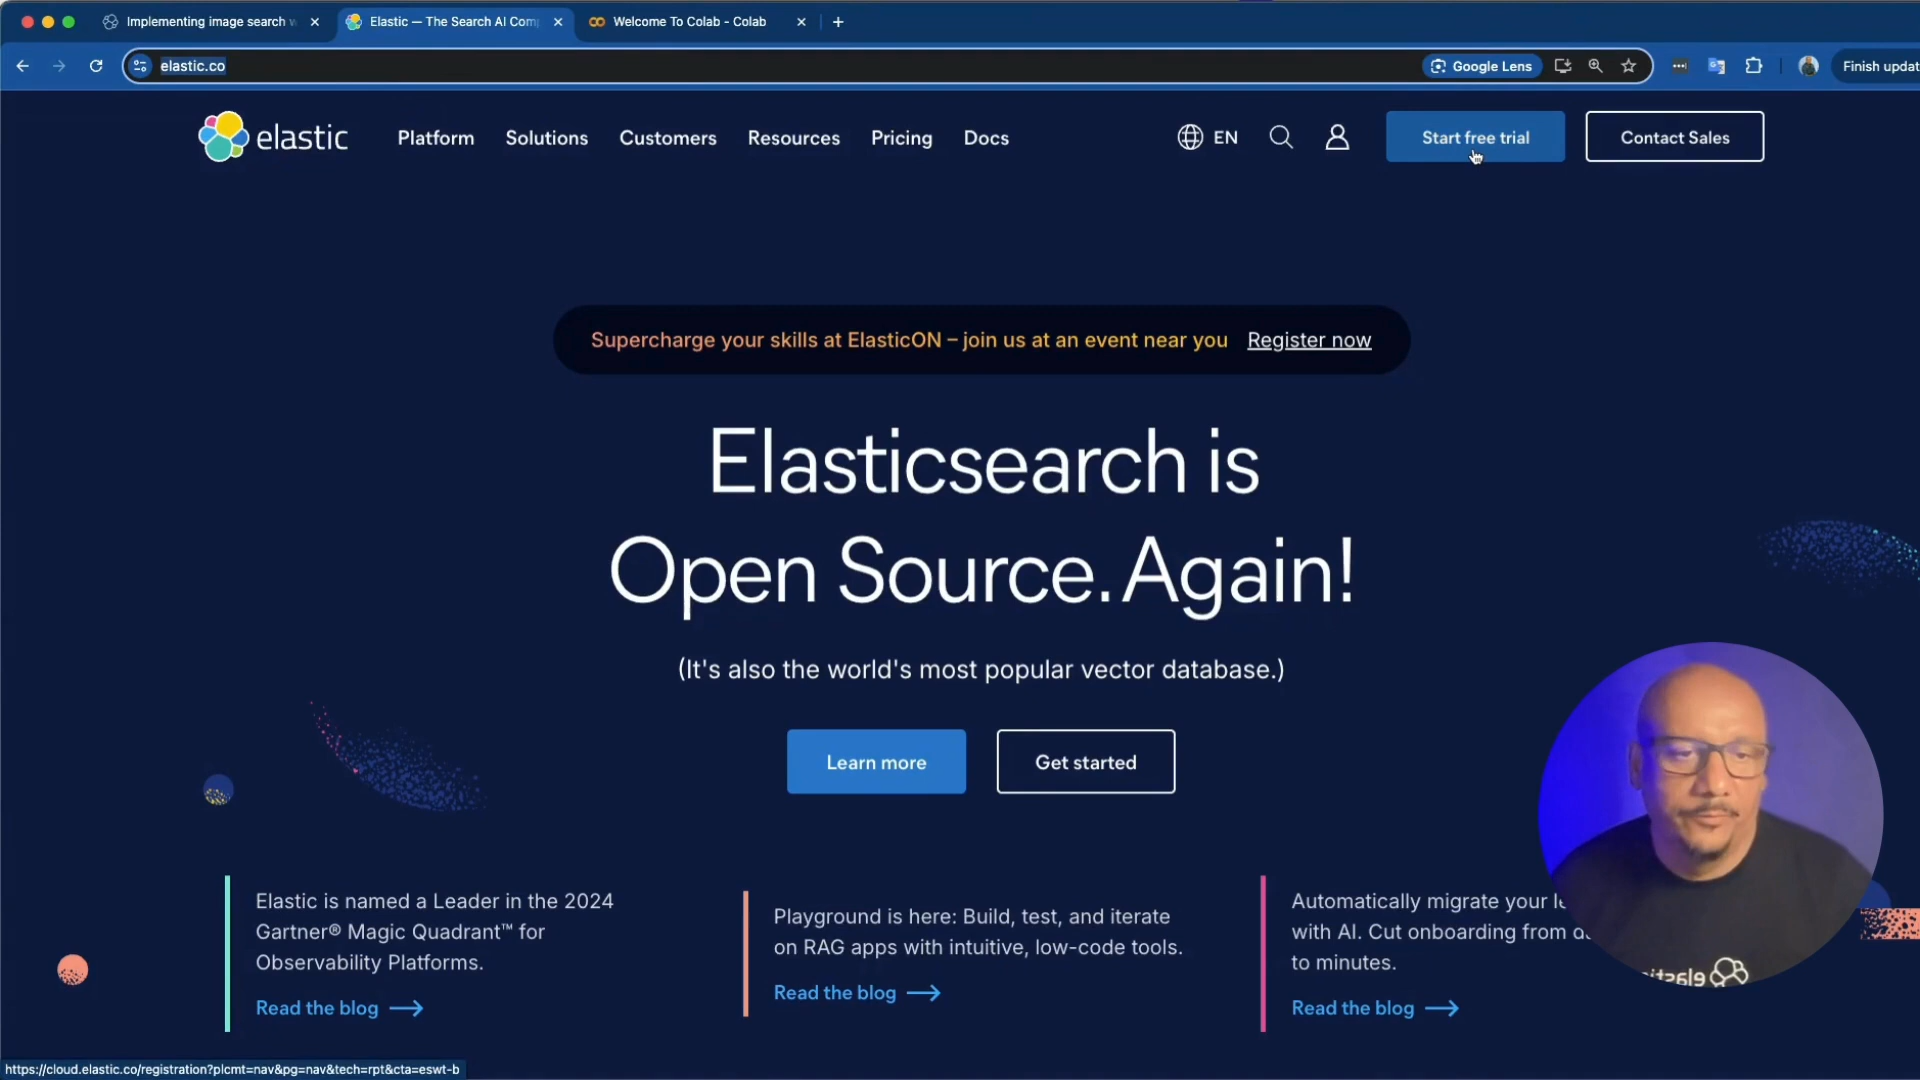 Implementing image search w
Elastic — The Search AI Comp
Welcome To Colab - Colab
elastic.co
Google Lens
Finish updat
elastic
Platform
Solutions
Customers
Resources
Pricing
Docs
EN
Start free trial
Contact Sales
Supercharge your skills at ElasticON – join us at an event near you Register now
Elasticsearch is
Open Source. Again!
(It's also the world's most popular vector database.)
Learn more
Get started
Elastic is named a Leader in the 2024
Gartner® Magic Quadrant™ for
Observability Platforms.
Read the blog
Playground is here: Build, test, and iterate
on RAG apps with intuitive, low-code tools.
Read the blog
Automatically migrate your
with AI. Cut onboarding from
to minutes.
Read the blog
elastic
https://cloud.elastic.co/registration?plcmt=nav&pg=nav&tech=rpt&cta=eswt-b